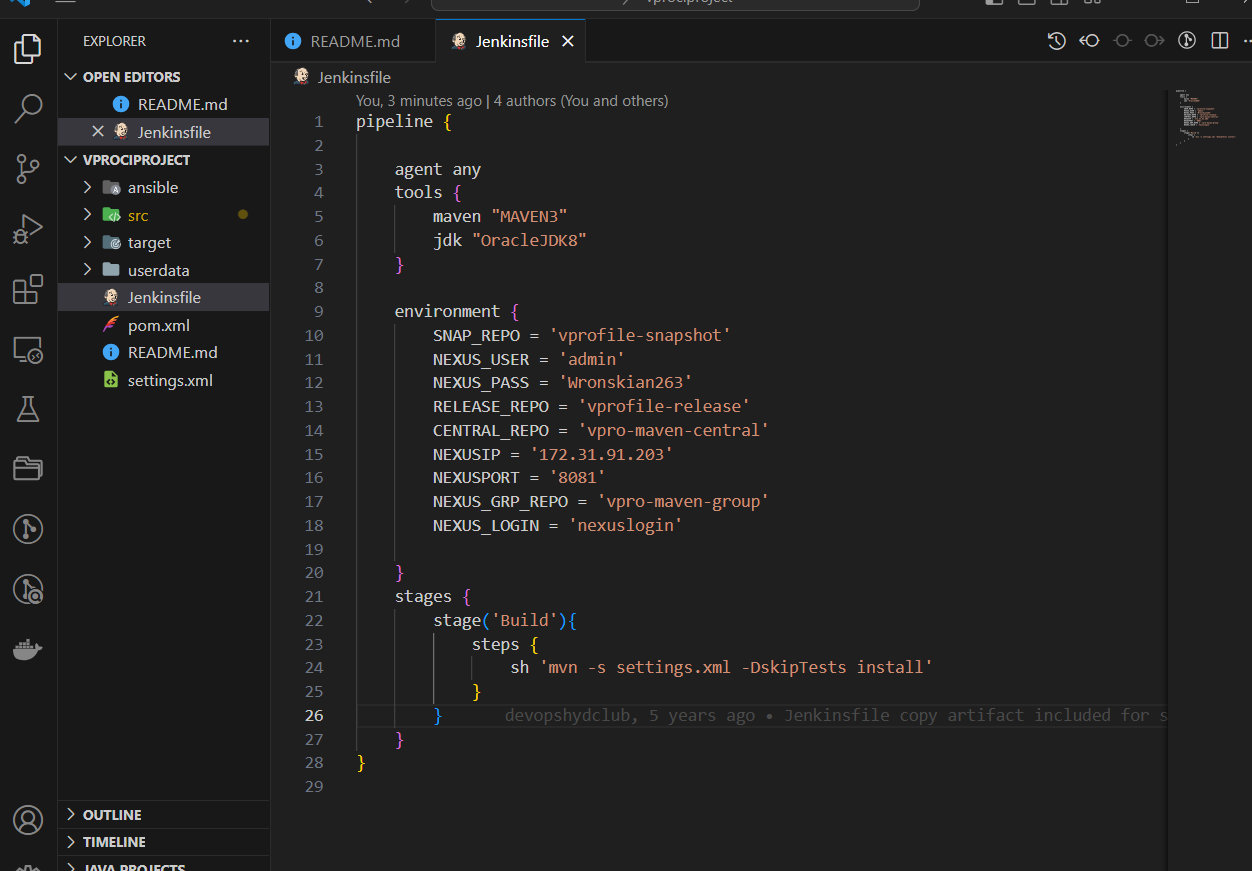 vprociproject
EXPLORER
README.md
Jenkinsfile
OPEN EDITORS
README.md
Jenkinsfile
VPROCIPROJECT
ansible
src
target
userdata
Jenkinsfile
pom.xml
README.md
settings.xml
OUTLINE
TIMELINE
JAVA PROJECTS
Jenkinsfile
You, 3 minutes ago | 4 authors (You and others)
1 pipeline {
2
3 agent any
4 tools {
5 maven "MAVEN3"
6 jdk "OracleJDK8"
7 }
8
9 environment {
10 SNAP_REPO = 'vprofile-snapshot'
11 NEXUS_USER = 'admin'
12 NEXUS_PASS = 'Wronskian263'
13 RELEASE_REPO = 'vprofile-release'
14 CENTRAL_REPO = 'vpro-maven-central'
15 NEXUSIP = '172.31.91.203'
16 NEXUSPORT = '8081'
17 NEXUS_GRP_REPO = 'vpro-maven-group'
18 NEXUS_LOGIN = 'nexuslogin'
19
20 }
21 stages {
22 stage('Build'){
23 steps {
24 sh 'mvn -s settings.xml -DskipTests install'
25 }
26 } devopshydclub, 5 years ago • Jenkinsfile copy artifact included for s
27 }
28 }
29